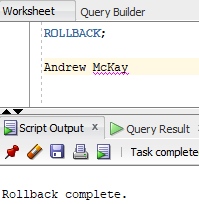 Worksheet Query Builder
ROLLBACK;
Andrew McKay
Script Output x Query Result
Task complete
Rollback complete.